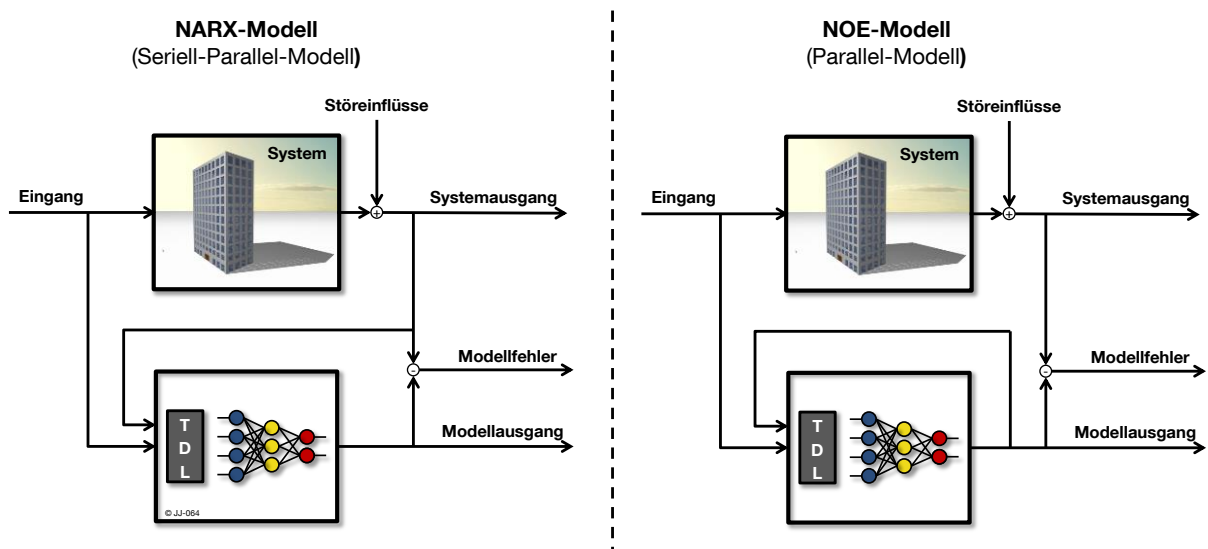 NARX-Modell
(Seriell-Parallel-Modell)
Störeinflüsse
System
Eingang
Systemausgang
+
Modellfehler
-
T
D
L
Modellausgang
© JJ-064
NOE-Modell
(Parallel-Modell)
Störeinflüsse
System
Eingang
Systemausgang
+
Modellfehler
-
T
D
L
Modellausgang